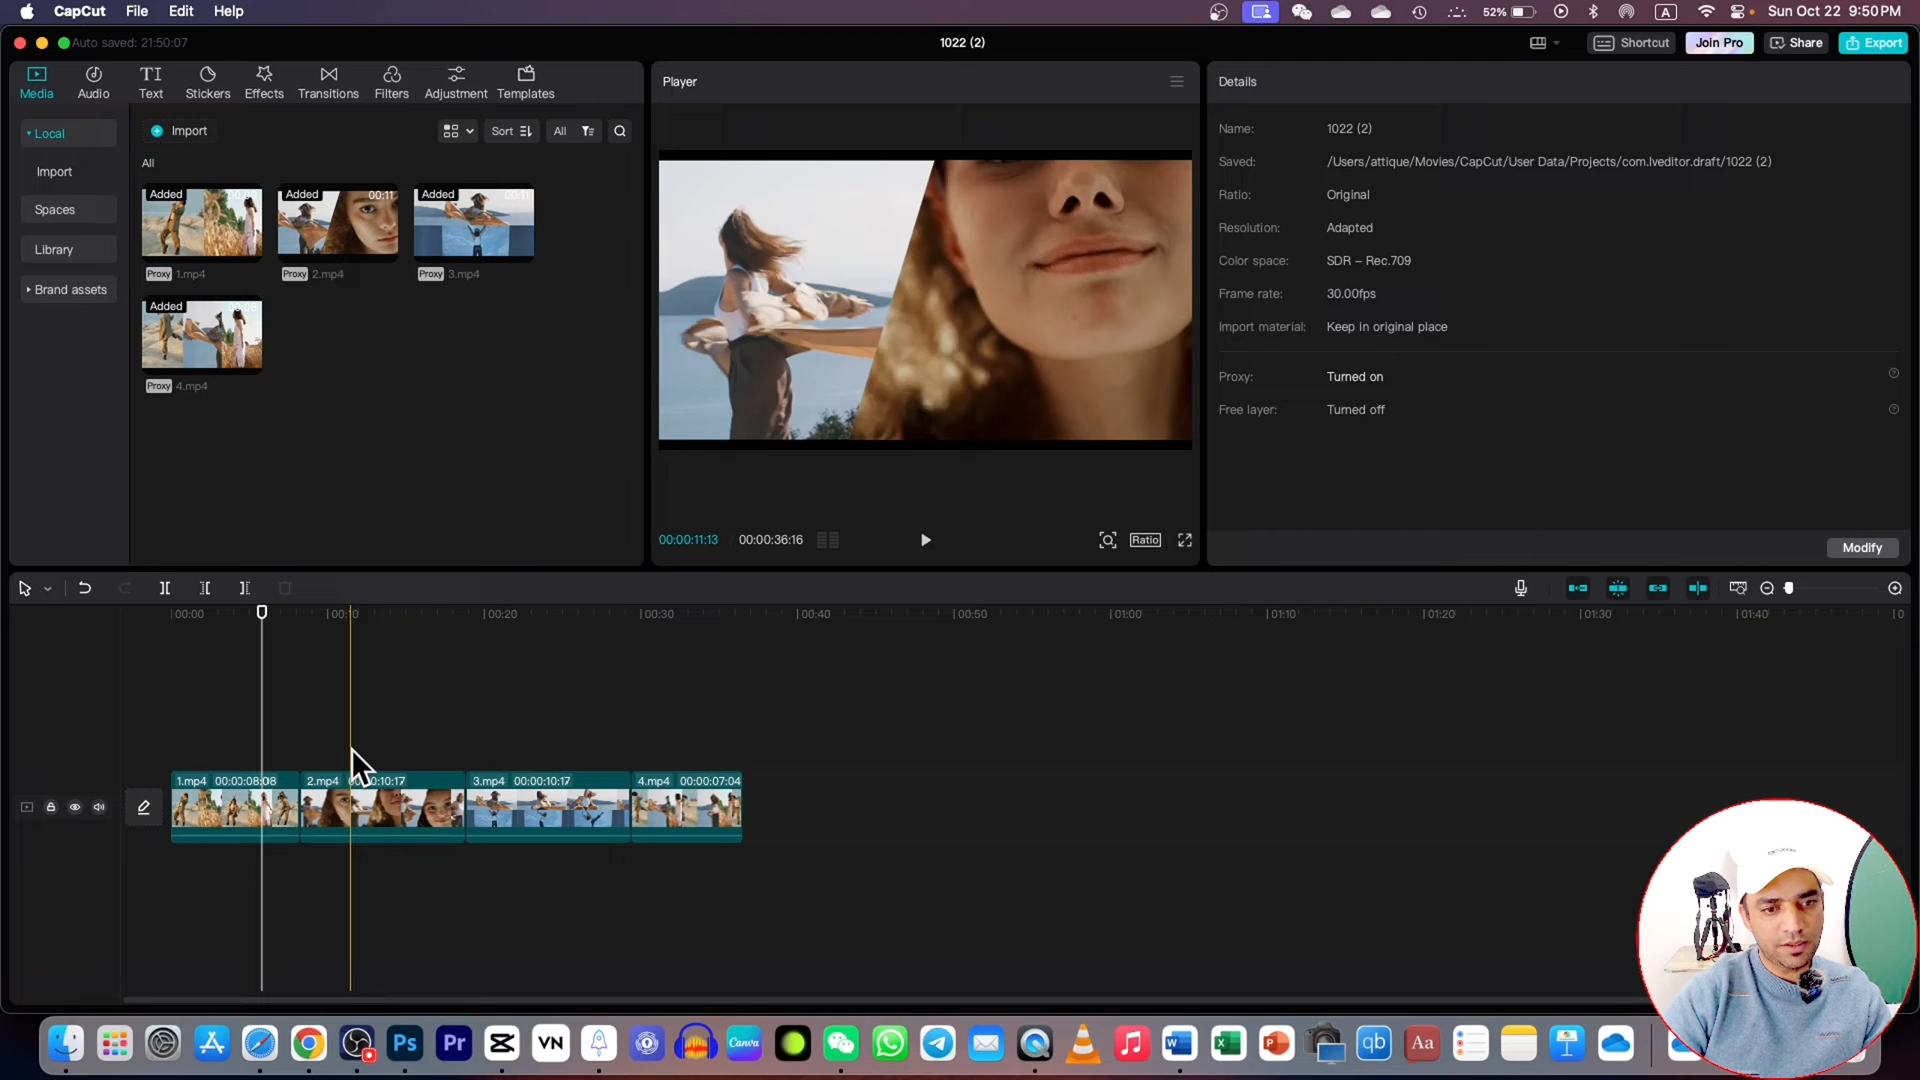 CapCut File Edit Help
52% A Sun Oct 22 9:50PM
Auto saved: 21:50:07
1022 (2)
Shortcut Join Pro Share Export
Media Audio Text Stickers Effects Transitions Filters Adjustment Templates
Local
Import
Spaces
Library
Brand assets
Import Sort All
All
Added Added 00:11 Added
Proxy 1.mp4 Proxy 2.mp4 Proxy 3.mp4
Added
Proxy 4.mp4
Player
00:00:11:13 00:00:36:16
Ratio
Details
Name: 1022 (2)
Saved: /Users/attique/Movies/CapCut/User Data/Projects/com.lveditor.draft/1022 (2)
Ratio: Original
Resolution: Adapted
Color space: SDR – Rec.709
Frame rate: 30.00fps
Import material: Keep in original place
Proxy: Turned on
Free layer: Turned off
Modify
00:00 00:10 00:20 00:30 00:40 00:50 01:00 01:10 01:20 01:30 01:40 0
1.mp4 00:00:08:08 2.mp4 3.mp4 00:00:10:17 4.mp4 00:00:07:04
Ps Pr VN Canva W X P qb Aa